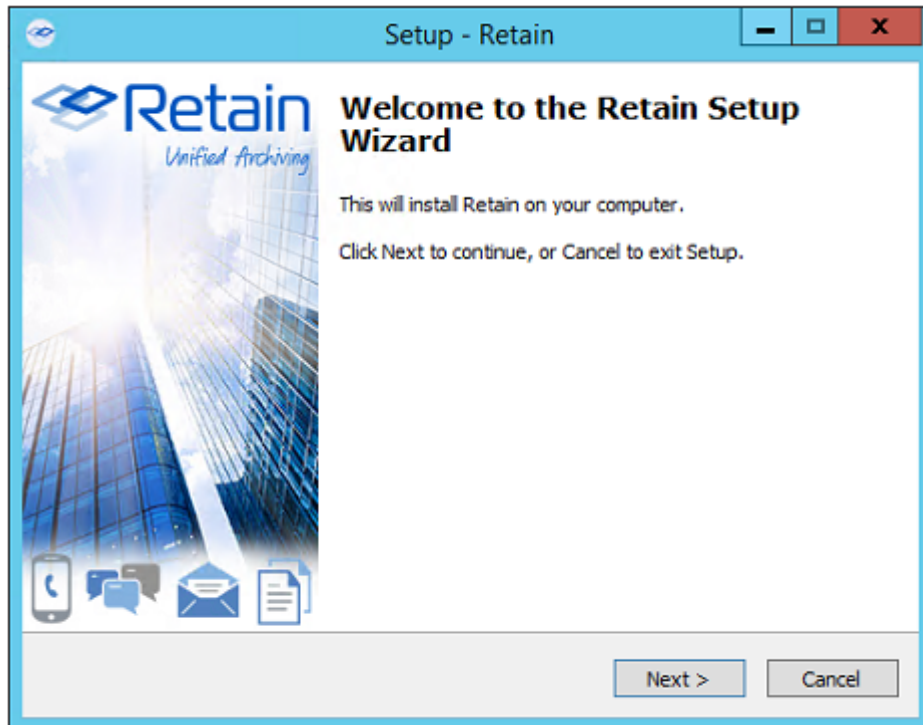 Setup - Retain
Retain
Unified Archiving
Welcome to the Retain Setup
Wizard
This will install Retain on your computer.
Click Next to continue, or Cancel to exit Setup.
Next >
Cancel